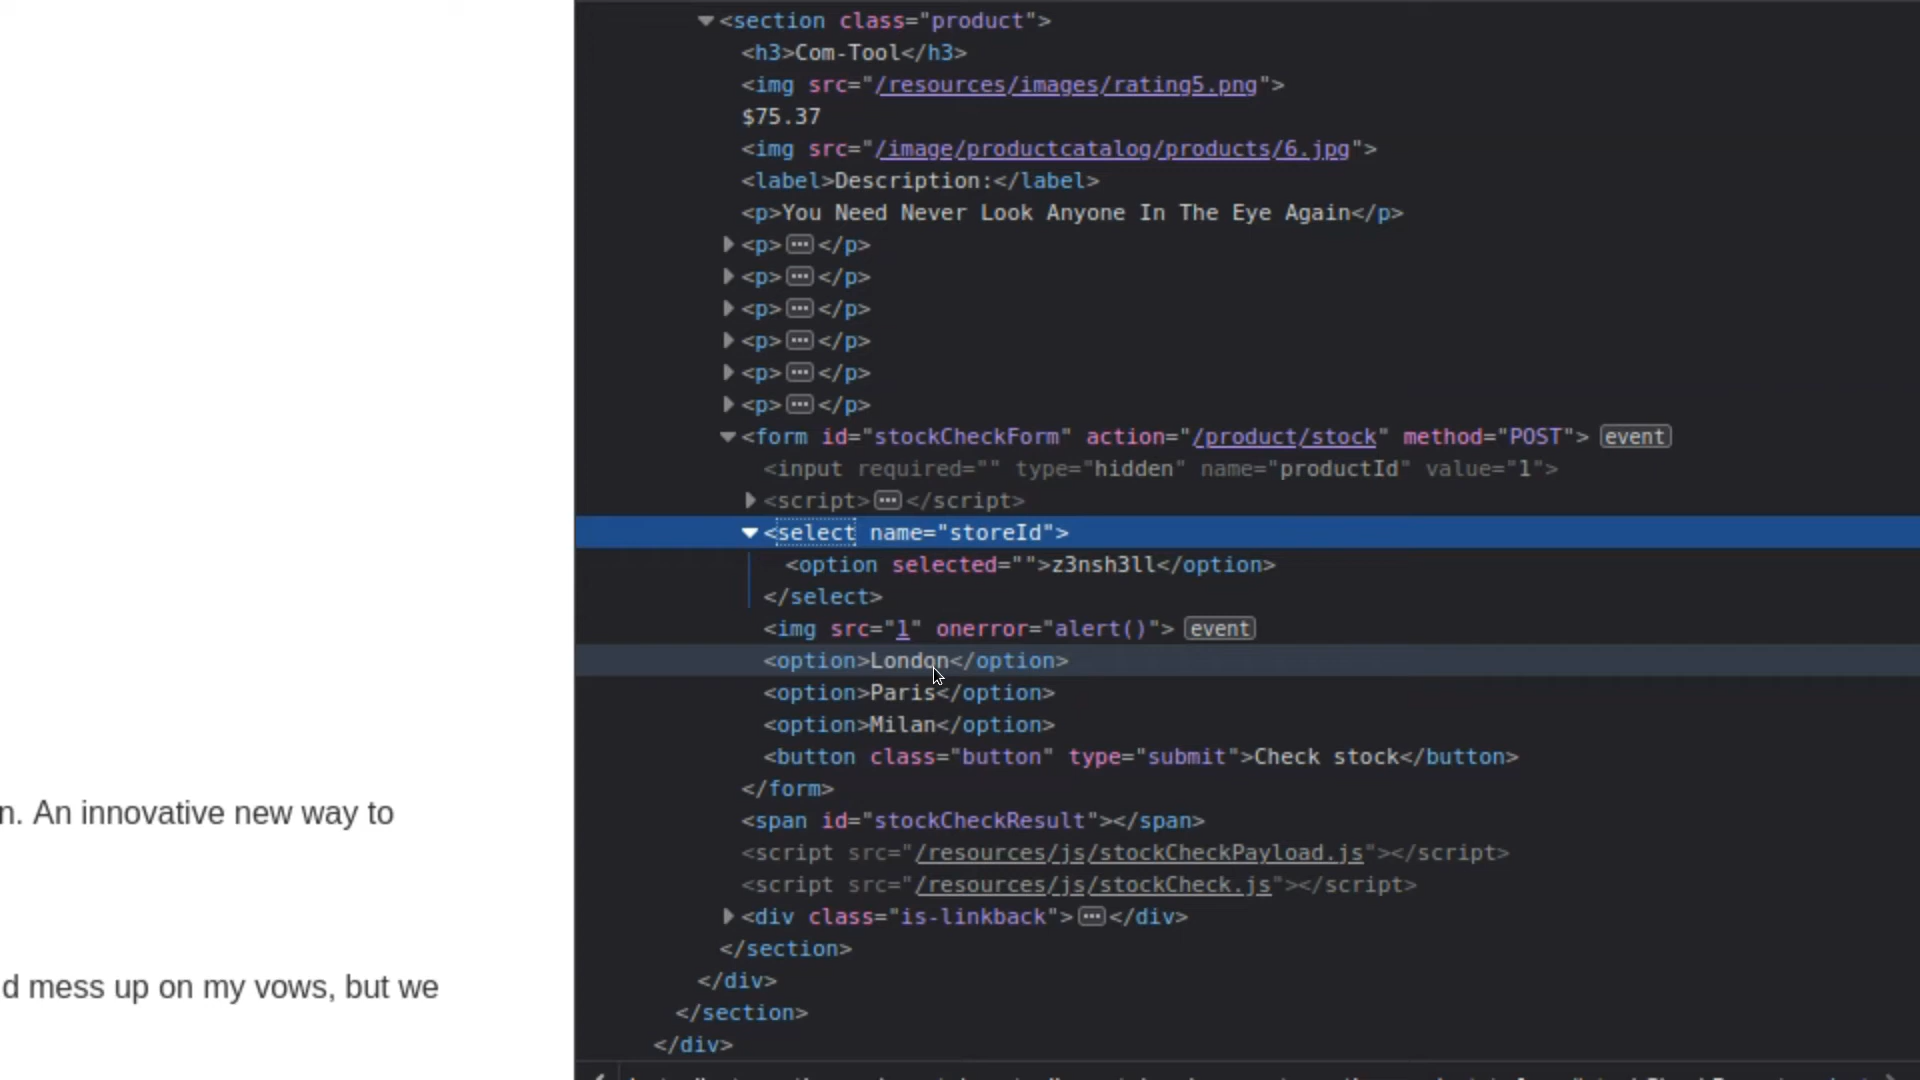 <section class="product">
<h3>Com-Tool</h3>
<img src="/resources/images/rating5.png">
$75.37
<img src="/image/productcatalog/products/6.jpg">
<label>Description:</label>
<p>You Need Never Look Anyone In The Eye Again</p>
<p>···</p>
<p>···</p>
<p>···</p>
<p>···</p>
<p>···</p>
<p>···</p>
<form id="stockCheckForm" action="/product/stock" method="POST"> event
<input required="" type="hidden" name="productId" value="1">
<script>···</script>
<select name="storeId">
<option selected="">z3nsh3ll</option>
</select>
<img src="1" onerror="alert()"> event
<option>London</option>
<option>Paris</option>
<option>Milan</option>
<button class="button" type="submit">Check stock</button>
</form>
<span id="stockCheckResult"></span>
<script src="/resources/js/stockCheckPayload.js"></script>
<script src="/resources/js/stockCheck.js"></script>
<div class="is-linkback">···</div>
</section>
</div>
</section>
</div>
n. An innovative new way to
d mess up on my vows, but we